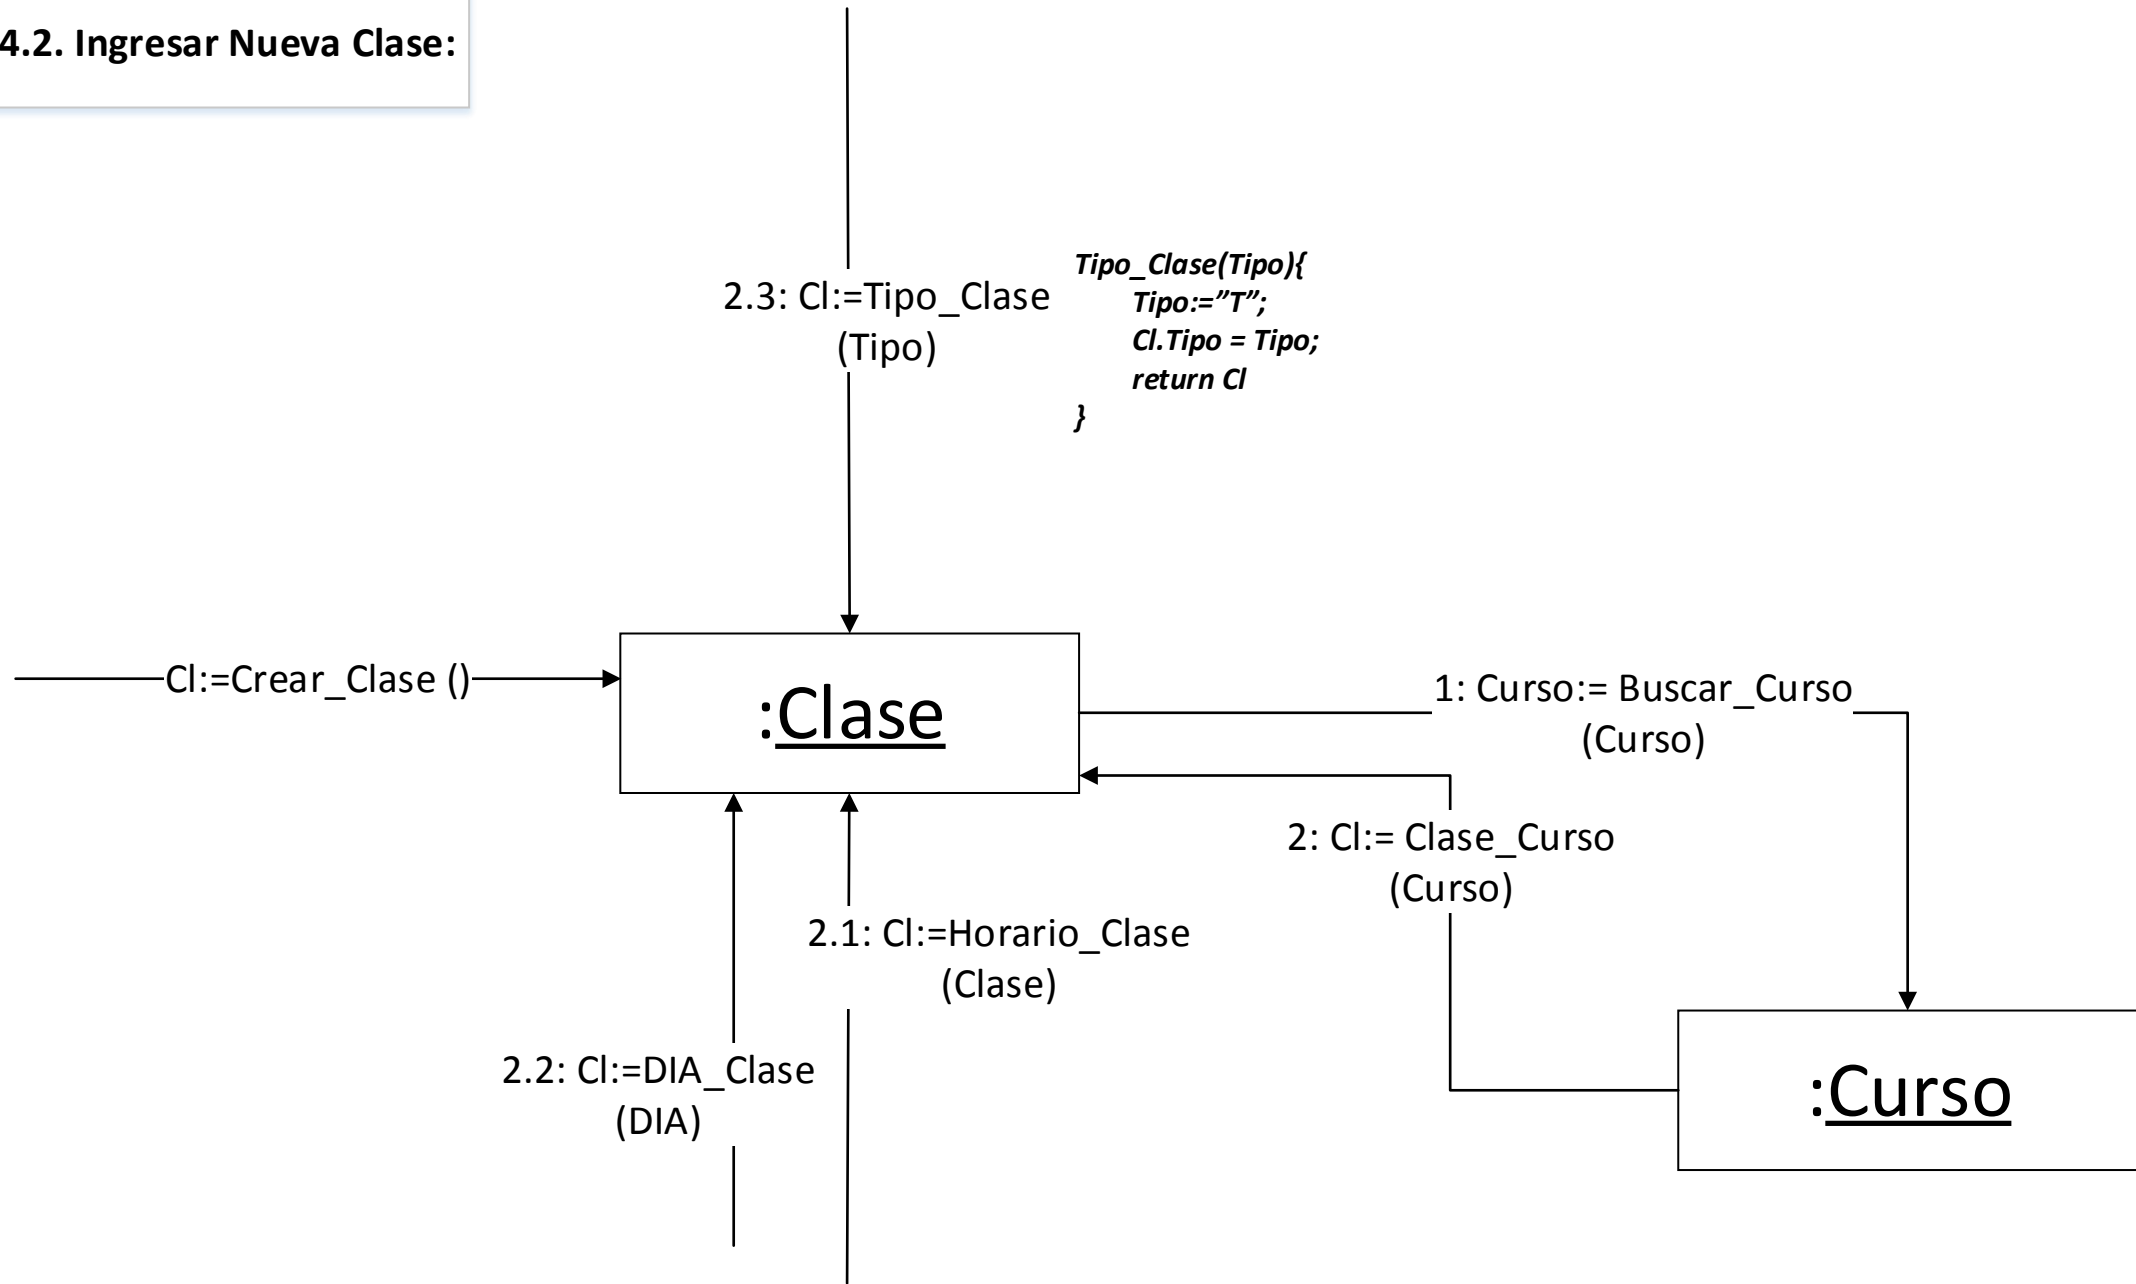 4.2. Ingresar Nueva Clase:
2.3: Cl:=Tipo_Clase
(Tipo)
Tipo_Clase(Tipo){
Tipo:=”T”;
Cl.Tipo = Tipo;
return Cl
}
Cl:=Crear_Clase ()
:Clase
1: Curso:= Buscar_Curso
(Curso)
2: Cl:= Clase_Curso
(Curso)
2.1: Cl:=Horario_Clase
(Clase)
2.2: Cl:=DIA_Clase
(DIA)
:Curso